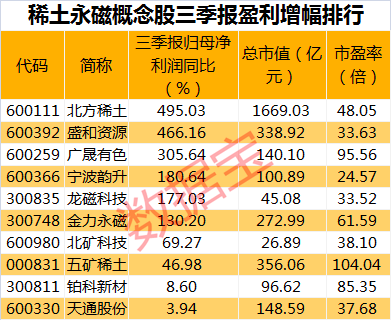 稀土永磁概念股三季报盈利增幅排行
代码 简称 三季报归母净利润同比（%） 总市值（亿元） 市盈率（倍）
600111 北方稀土 495.03 1669.03 48.05
600392 盛和资源 466.16 338.92 33.63
600259 广晟有色 305.64 140.10 95.56
600366 宁波韵升 180.64 100.89 24.57
300835 龙磁科技 177.03 45.08 33.52
300748 金力永磁 130.20 272.99 61.59
600980 北矿科技 69.27 26.89 38.10
000831 五矿稀土 46.98 356.06 104.04
300811 铂科新材 8.60 96.62 85.35
600330 天通股份 3.94 148.59 37.68
数据宝